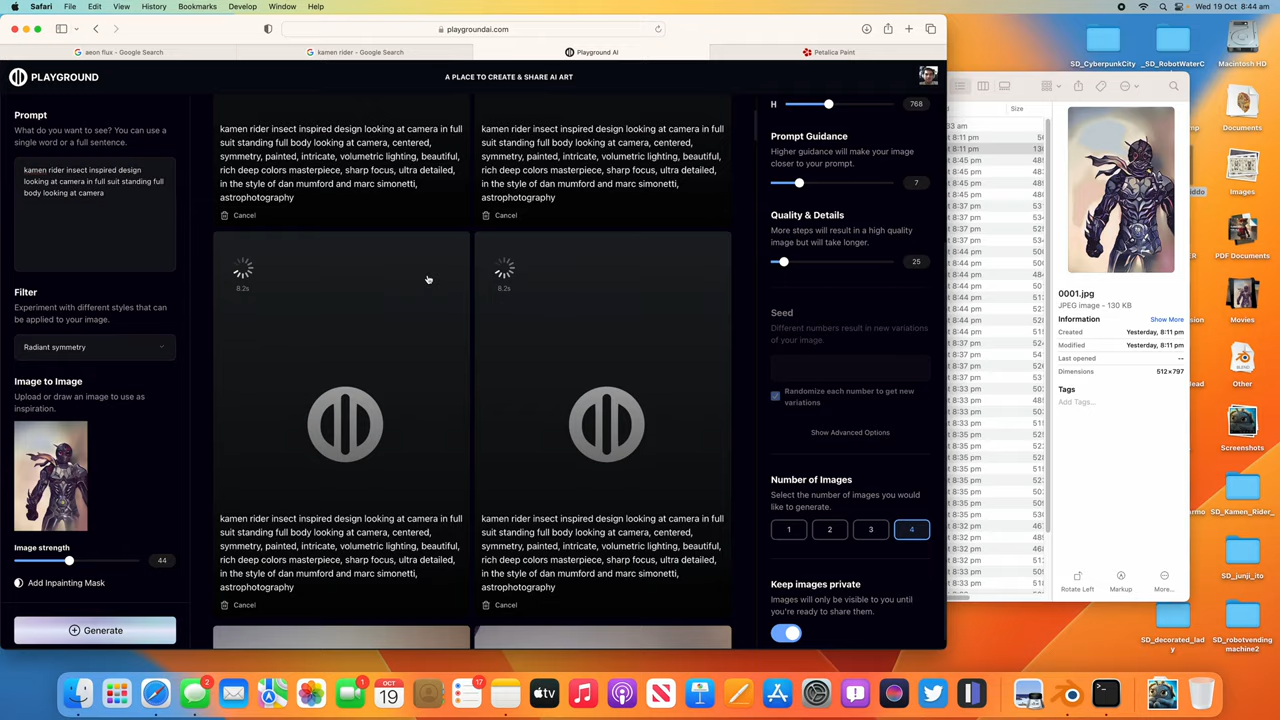 Safari File Edit View History Bookmarks Develop Window Help
Wed 19 Oct 8:44 am
playgroundai.com
aeon flux - Google Search
kamen rider - Google Search
Playground AI
Petalica Paint
PLAYGROUND
A PLACE TO CREATE & SHARE AI ART
Prompt
What do you want to see? You can use a
single word or a full sentence.
kamen rider insect inspired design
looking at camera in full suit standing full
body looking at camera
Filter
Experiment with different styles that can
be applied to your image.
Radiant symmetry
Image to Image
Upload or draw an image to use as
inspiration.
Image strength
44
Add Inpainting Mask
Generate
kamen rider insect inspired design looking at camera in full
suit standing full body looking at camera, centered,
symmetry, painted, intricate, volumetric lighting, beautiful,
rich deep colors masterpiece, sharp focus, ultra detailed,
in the style of dan mumford and marc simonetti,
astrophotography
Cancel
kamen rider insect inspired design looking at camera in full
suit standing full body looking at camera, centered,
symmetry, painted, intricate, volumetric lighting, beautiful,
rich deep colors masterpiece, sharp focus, ultra detailed,
in the style of dan mumford and marc simonetti,
astrophotography
Cancel
8.2s
8.2s
kamen rider insect inspired design looking at camera in full
suit standing full body looking at camera, centered,
symmetry, painted, intricate, volumetric lighting, beautiful,
rich deep colors masterpiece, sharp focus, ultra detailed,
in the style of dan mumford and marc simonetti,
astrophotography
Cancel
kamen rider insect inspired design looking at camera in full
suit standing full body looking at camera, centered,
symmetry, painted, intricate, volumetric lighting, beautiful,
rich deep colors masterpiece, sharp focus, ultra detailed,
in the style of dan mumford and marc simonetti,
astrophotography
Cancel
H 768
Prompt Guidance
Higher guidance will make your image
closer to your prompt.
7
Quality & Details
More steps will result in a high quality
image but will take longer.
25
Seed
Different numbers result in new variations
of your image.
Randomize each number to get new
variations
Show Advanced Options
Number of Images
Select the number of images you would
like to generate.
1 2 3 4
Keep images private
Images will only be visible to you until
you're ready to share them.
Size
0001.jpg
JPEG image - 130 KB
Information Show More
Created Yesterday, 8:11 pm
Modified Yesterday, 8:11 pm
Last opened --
Dimensions 512×797
Tags
Add Tags...
Rotate Left Markup More...
SD_CyberpunkCity
_SD_RobotWaterC
Macintosh HD
Documents
Images
PDF Documents
Movies
Other
Screenshots
SD_Kamen_Rider_
SD_junji_ito
SD_decorated_lad
y
SD_robotvending
machine2